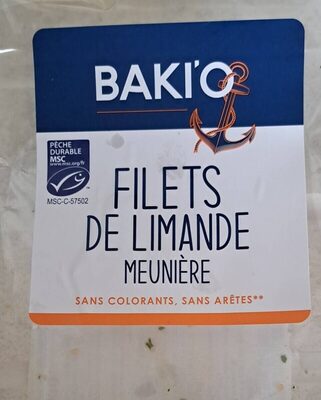 BAKI'O
PÊCHE
DURABLE
MSC
www.msc.org/fr
MSC-C-57502
FILETS
DE LIMANDE
MEUNIÈRE
SANS COLORANTS, SANS ARÊTES**